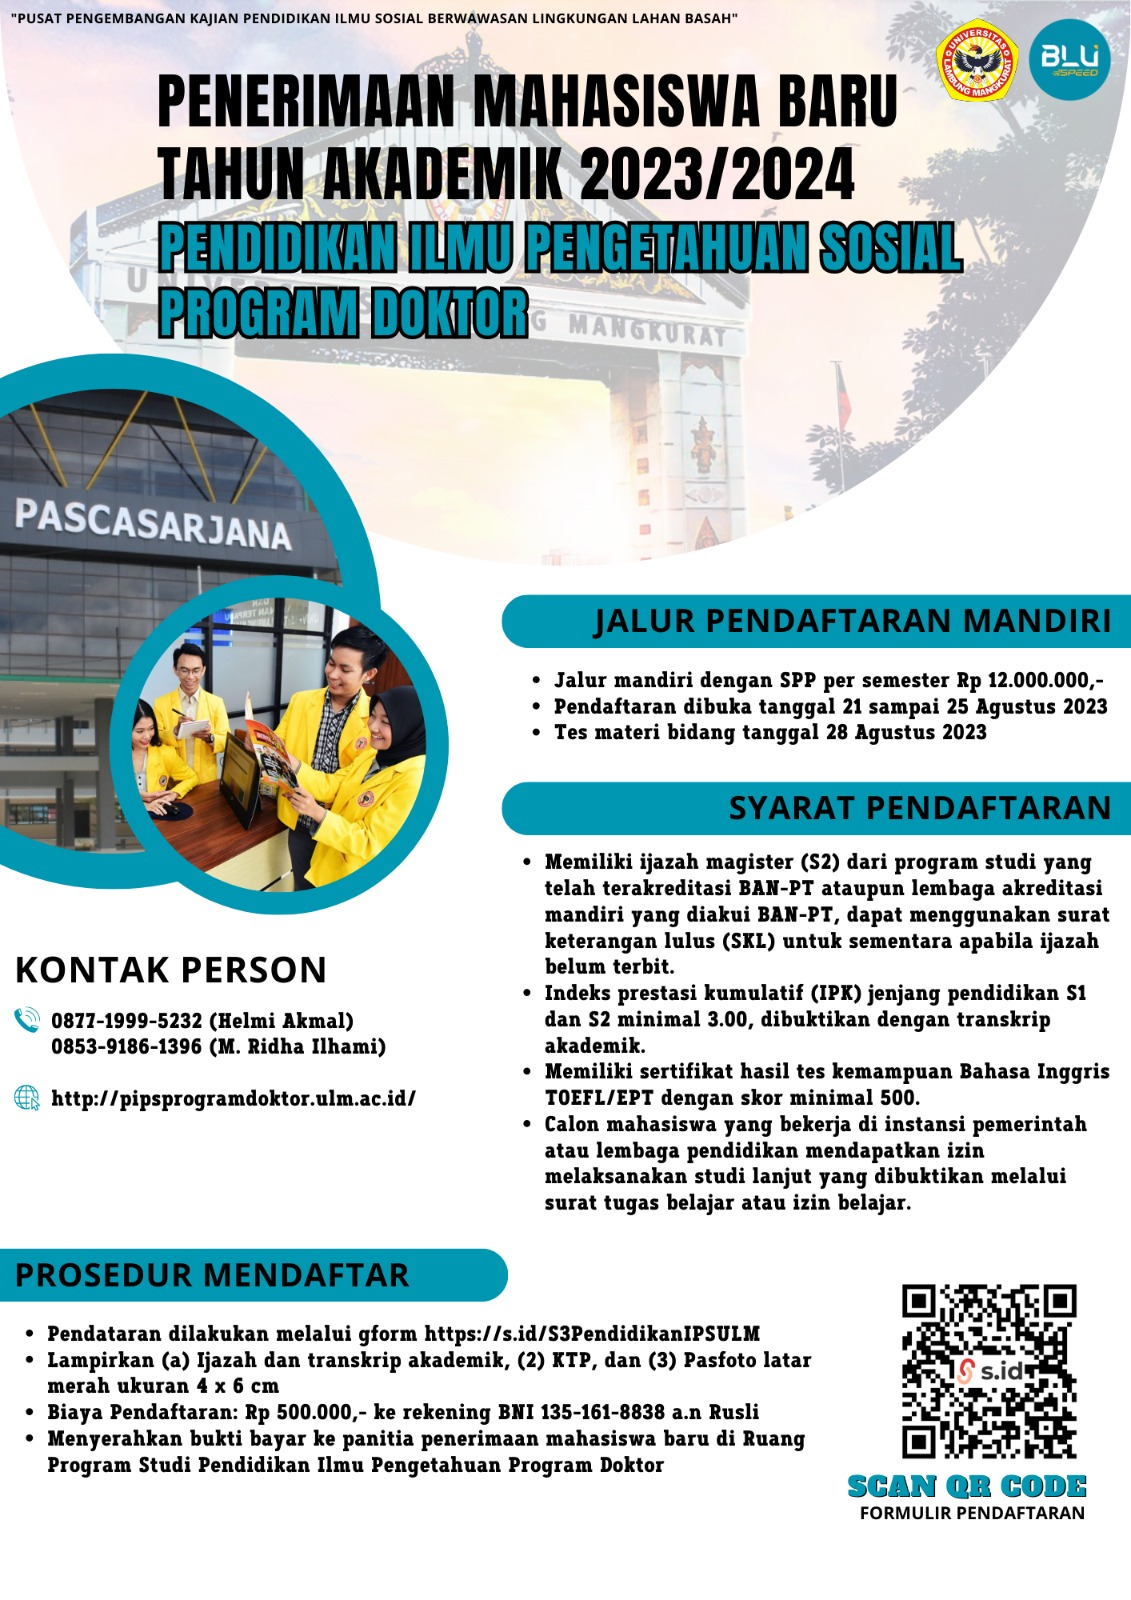 "PUSAT PENGEMBANGAN KAJIAN PENDIDIKAN ILMU SOSIAL BERWAWASAN LINGKUNGAN LAHAN BASAH"
UNIVERSITAS
LAMBUNG MANGKURAT
BLU
SPEED
PENERIMAAN MAHASISWA BARU
TAHUN AKADEMIK 2023/2024
PENDIDIKAN ILMU PENGETAHUAN SOSIAL
PROGRAM DOKTOR
MANGKURAT
PASCASARJANA
JALUR PENDAFTARAN MANDIRI
• Jalur mandiri dengan SPP per semester Rp 12.000.000,-
• Pendaftaran dibuka tanggal 21 sampai 25 Agustus 2023
• Tes materi bidang tanggal 28 Agustus 2023
SYARAT PENDAFTARAN
• Memiliki ijazah magister (S2) dari program studi yang
telah terakreditasi BAN-PT ataupun lembaga akreditasi
mandiri yang diakui BAN-PT, dapat menggunakan surat
keterangan lulus (SKL) untuk sementara apabila ijazah
belum terbit.
• Indeks prestasi kumulatif (IPK) jenjang pendidikan S1
dan S2 minimal 3.00, dibuktikan dengan transkrip
akademik.
• Memiliki sertifikat hasil tes kemampuan Bahasa Inggris
TOEFL/EPT dengan skor minimal 500.
• Calon mahasiswa yang bekerja di instansi pemerintah
atau lembaga pendidikan mendapatkan izin
melaksanakan studi lanjut yang dibuktikan melalui
surat tugas belajar atau izin belajar.
KONTAK PERSON
0877-1999-5232 (Helmi Akmal)
0853-9186-1396 (M. Ridha Ilhami)
http://pipsprogramdoktor.ulm.ac.id/
PROSEDUR MENDAFTAR
• Pendataran dilakukan melalui gform https://s.id/S3PendidikanIPSULM
• Lampirkan (a) Ijazah dan transkrip akademik, (2) KTP, dan (3) Pasfoto latar
merah ukuran 4 x 6 cm
• Biaya Pendaftaran: Rp 500.000,- ke rekening BNI 135-161-8838 a.n Rusli
• Menyerahkan bukti bayar ke panitia penerimaan mahasiswa baru di Ruang
Program Studi Pendidikan Ilmu Pengetahuan Program Doktor
s.id
SCAN QR CODE
FORMULIR PENDAFTARAN